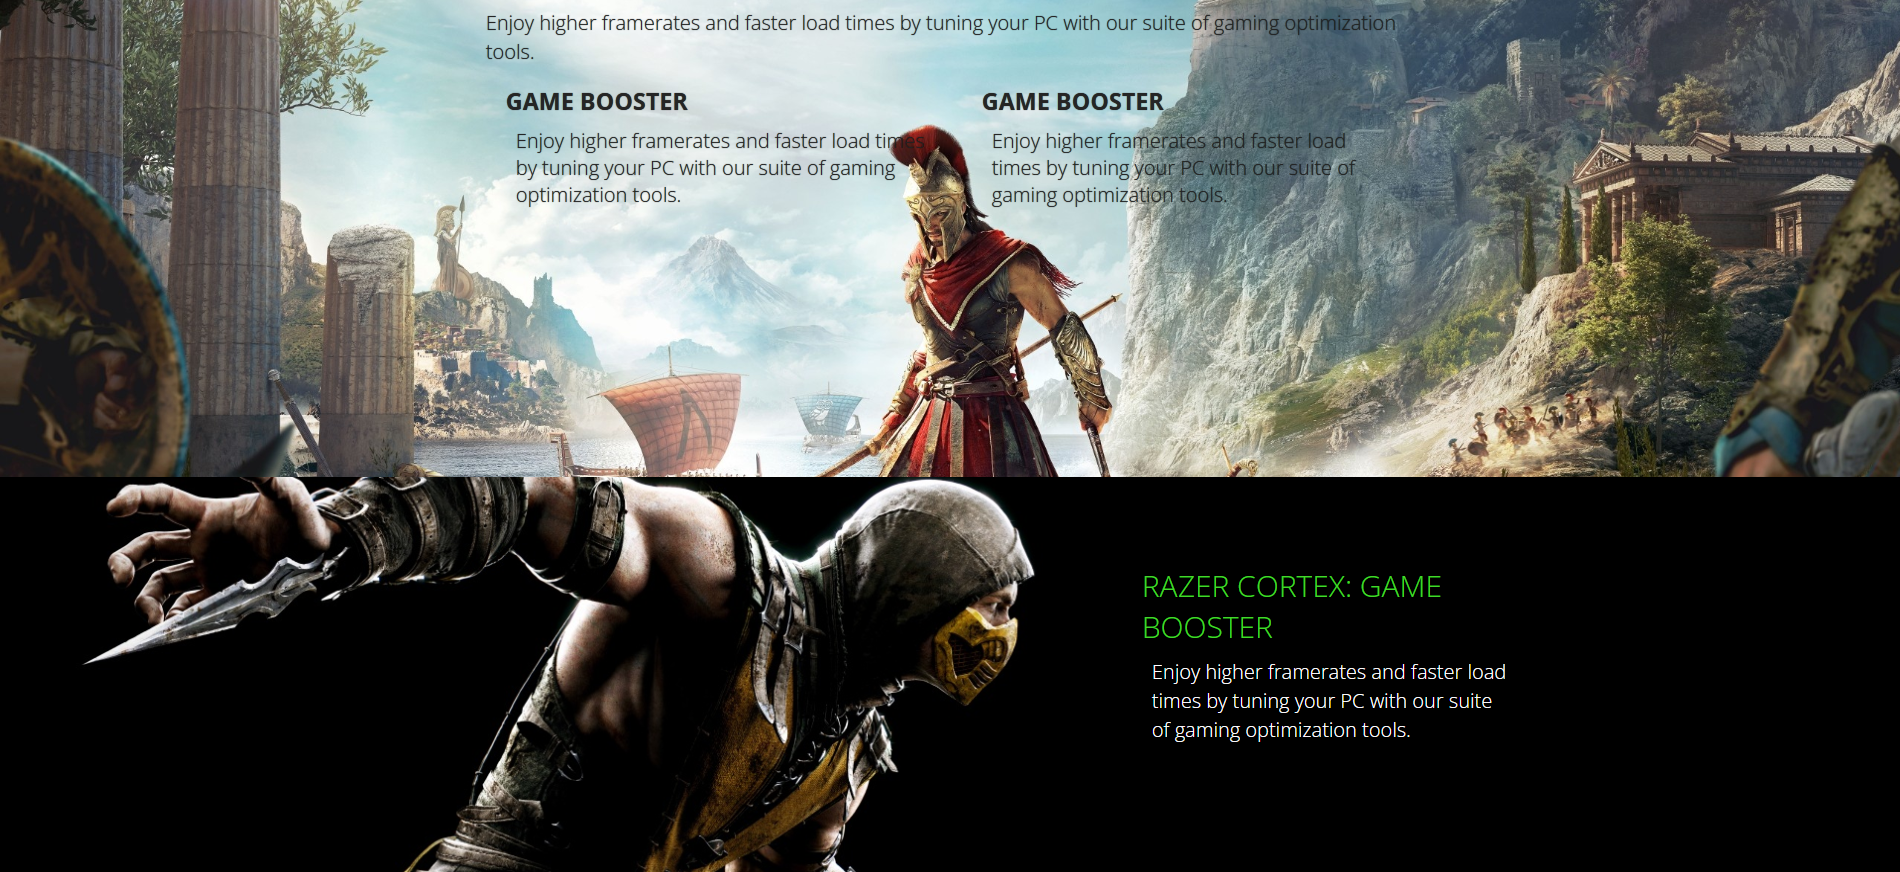 Enjoy higher framerates and faster load times by tuning your PC with our suite of gaming optimization
tools.
GAME BOOSTER
Enjoy higher framerates and faster load times
by tuning your PC with our suite of gaming
optimization tools.
GAME BOOSTER
Enjoy higher framerates and faster load
times by tuning your PC with our suite of
gaming optimization tools.
RAZER CORTEX: GAME
BOOSTER
Enjoy higher framerates and faster load
times by tuning your PC with our suite
of gaming optimization tools.